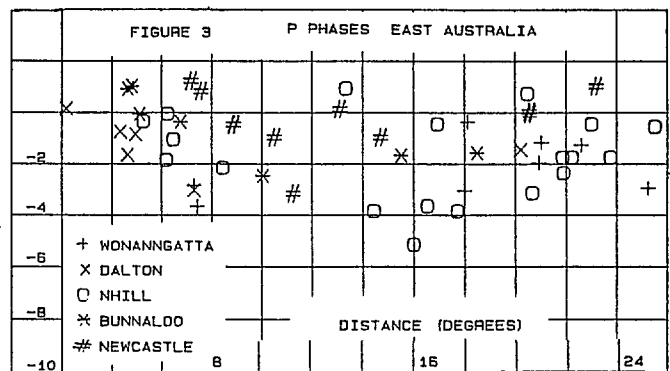 FIGURE 3 P PHASES EAST AUSTRALIA
-2
-4
-6
-8
-10
+ WONANNGATTA
× DALTON
O NHILL
* BUNNALOO
# NEWCASTLE
DISTANCE (DEGREES)
8 16 24